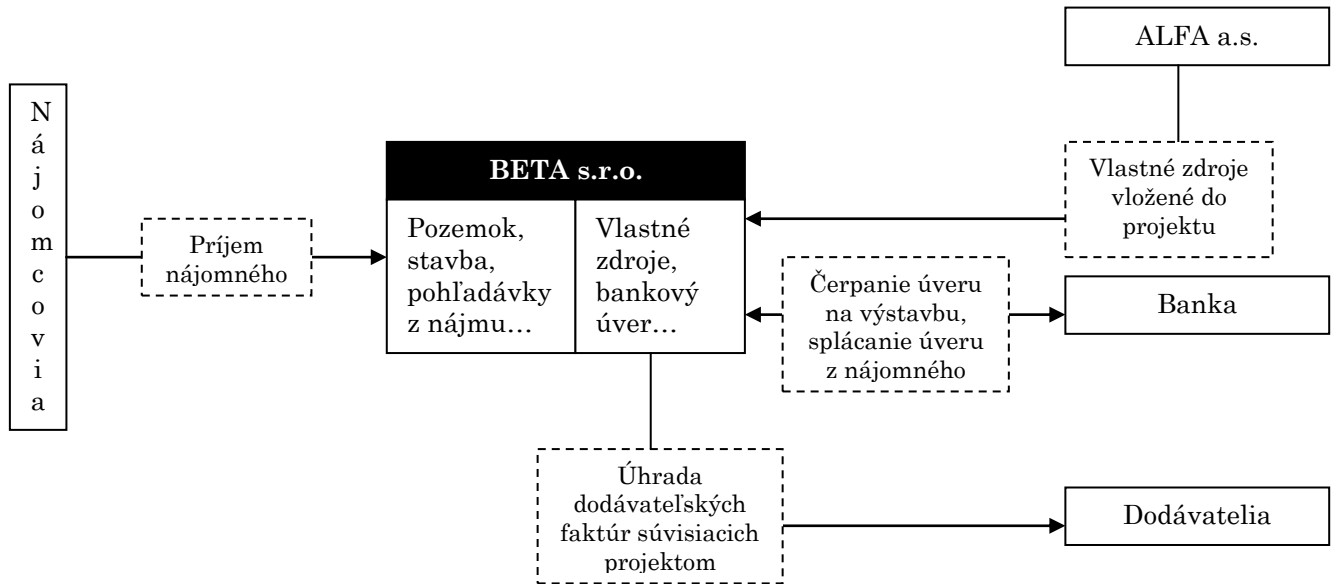 ALFA a.s.
Nájomcovia
BETA s.r.o.
Vlastné zdroje
vložené do
projektu
Príjem
nájomného
Pozemok,
stavba,
pohľadávky
z nájmu…
Vlastné
zdroje,
bankový
úver…
Čerpanie úveru
na výstavbu,
splácanie úveru
z nájomného
Banka
Úhrada
dodávateľských
faktúr súvisiacich
projektom
Dodávatelia